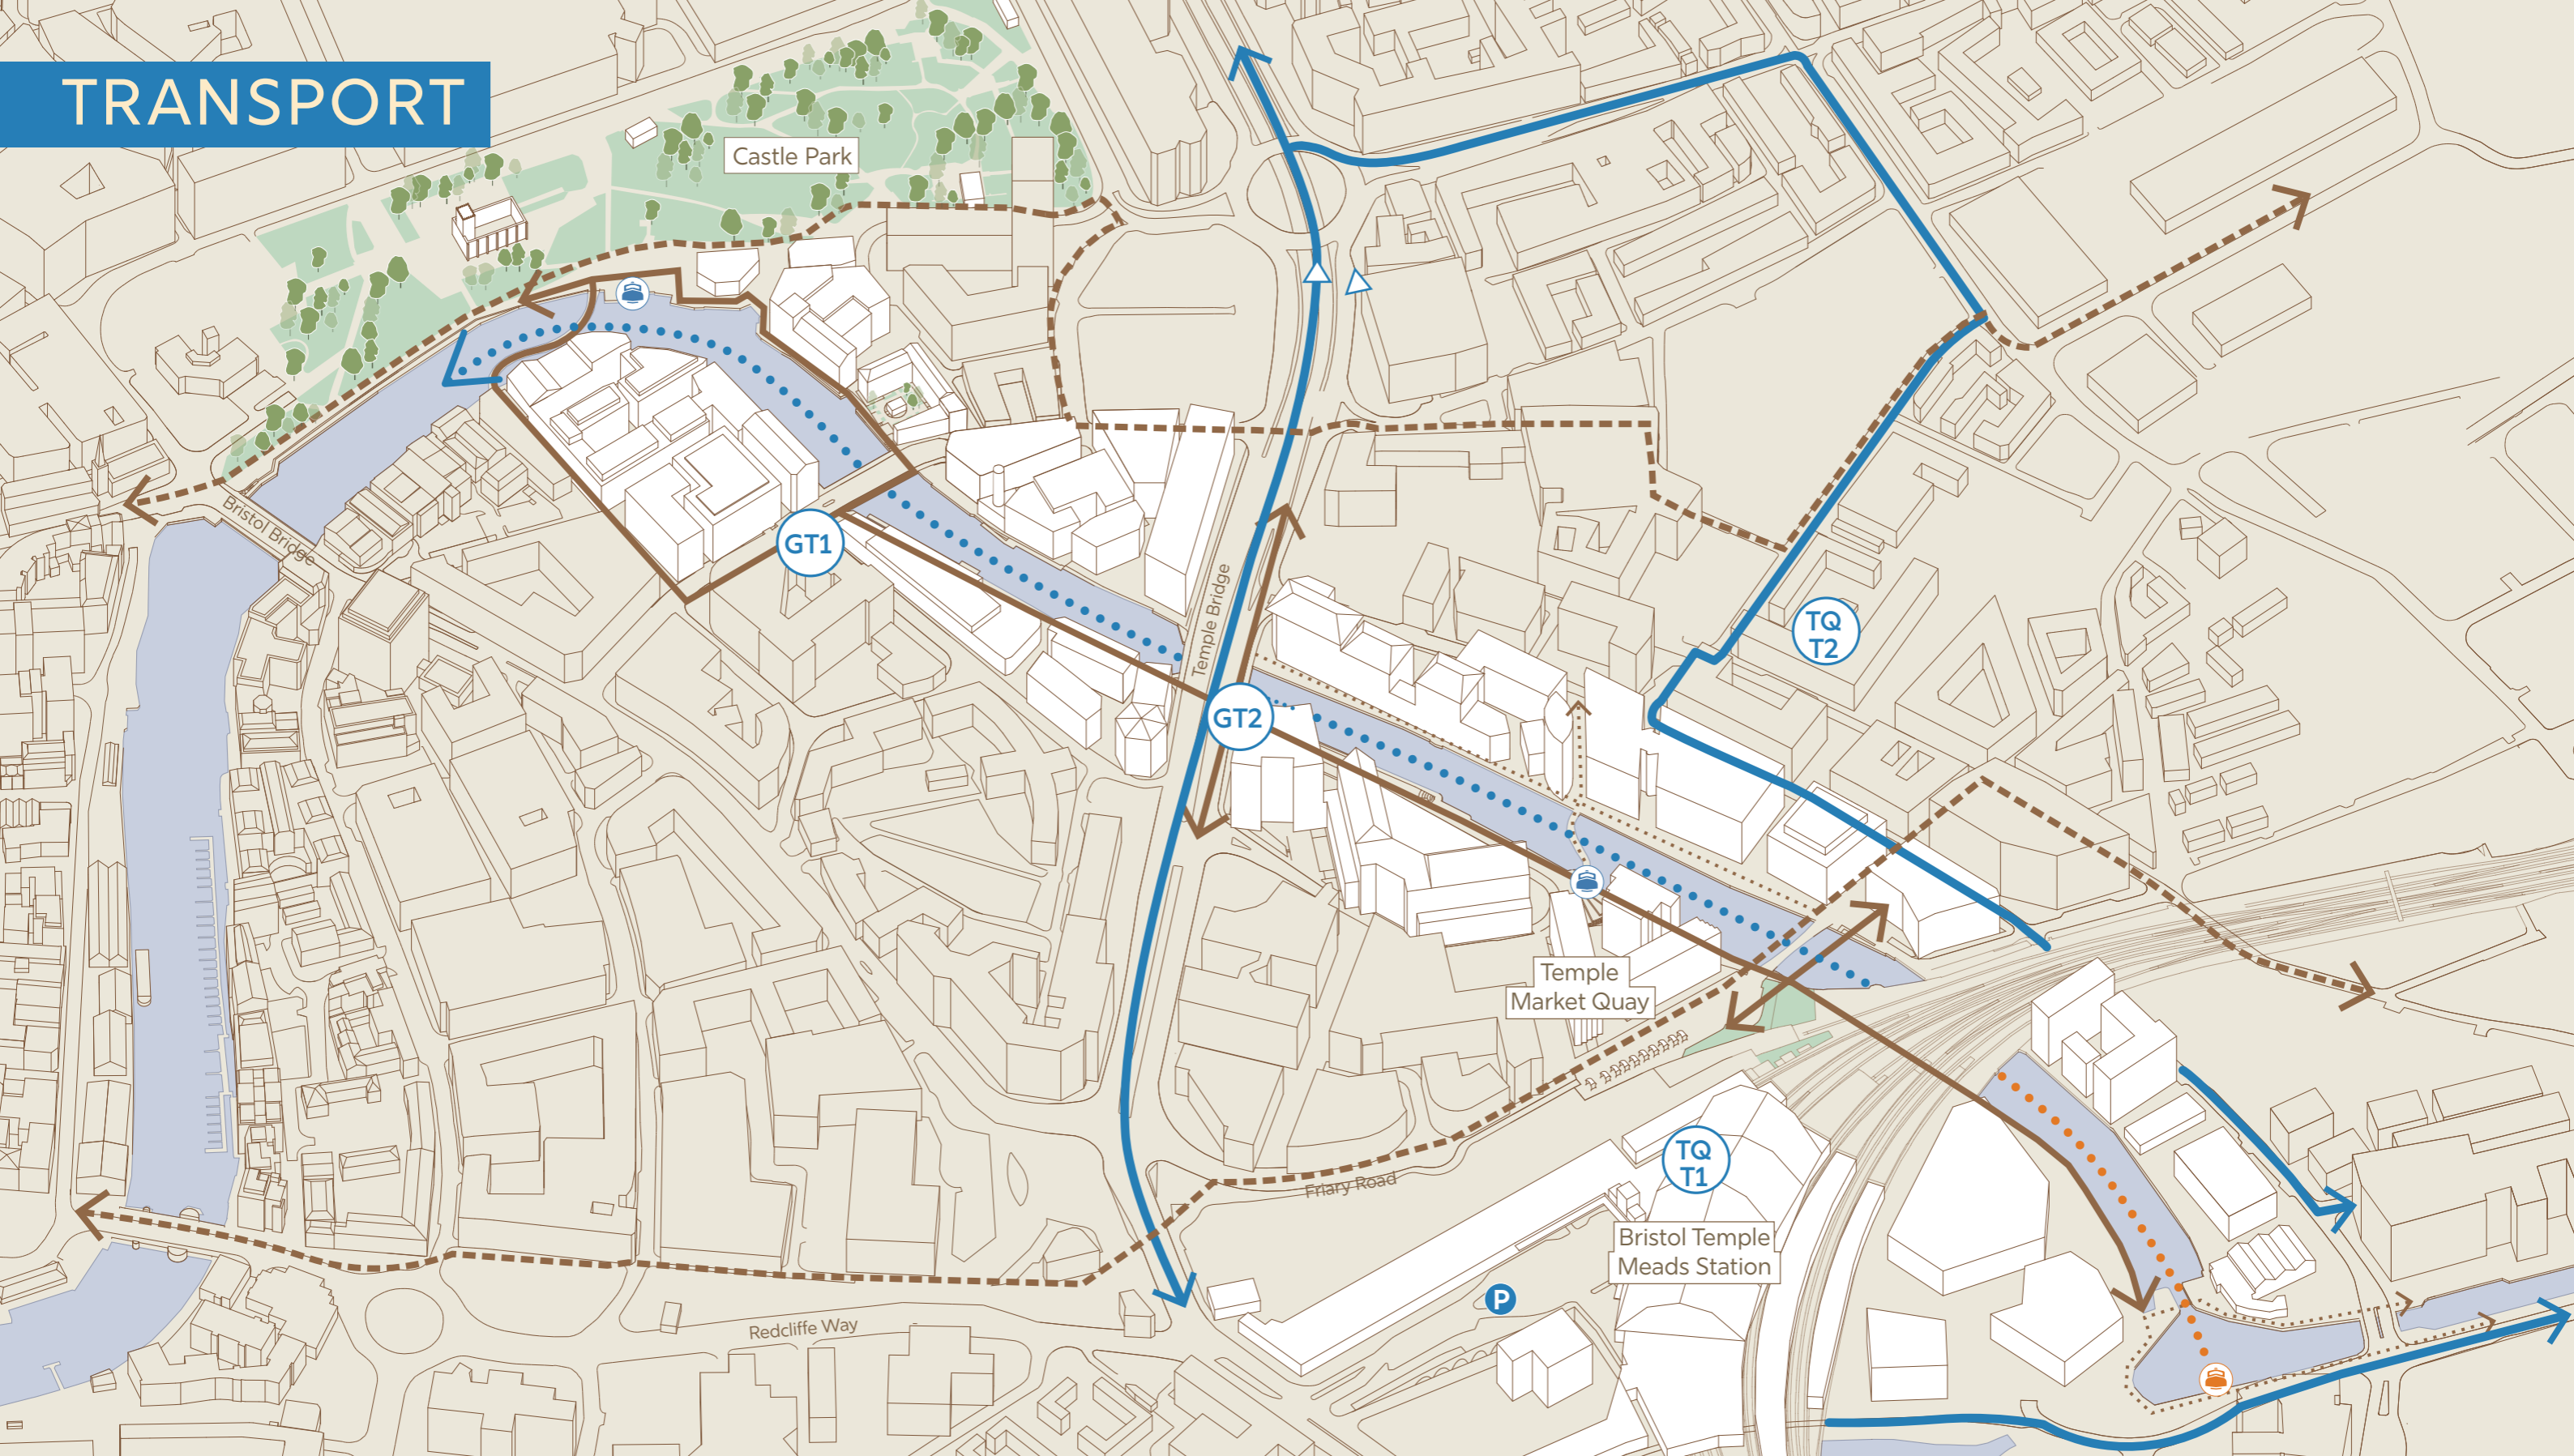 TRANSPORT
Castle Park
Bristol Bridge
GT1
Temple Bridge
TQ
T2
GT2
Temple
Market Quay
TQ
T1
Friary Road
Bristol Temple
Meads Station
P
Redcliffe Way